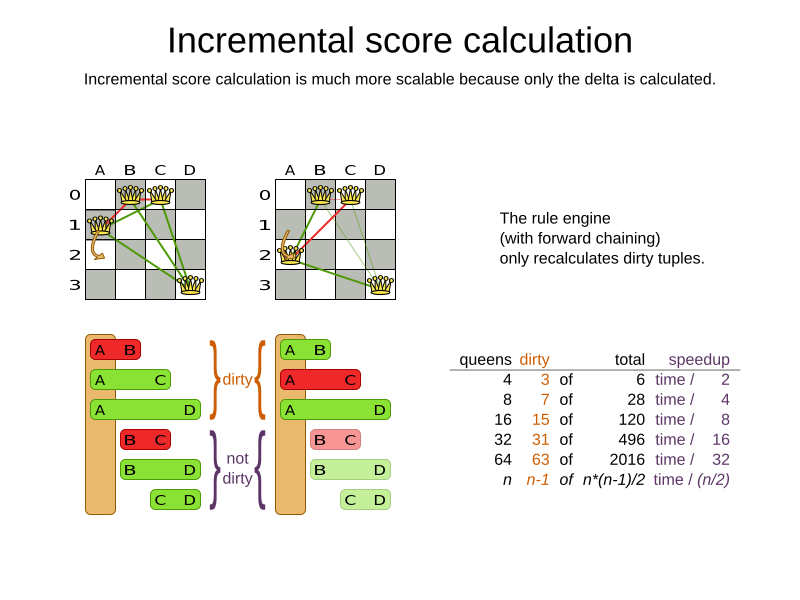 Incremental score calculation
Incremental score calculation is much more scalable because only the delta is calculated.
A B C D
0
1
2
3
A B C D
0
1
2
3
The rule engine
(with forward chaining)
only recalculates dirty tuples.
A B
A C
A D
B C
B D
C D
dirty
not
dirty
A B
A C
A D
B C
B D
C D
queens dirty total speedup
4 3 of 6 time / 2
8 7 of 28 time / 4
16 15 of 120 time / 8
32 31 of 496 time / 16
64 63 of 2016 time / 32
n n-1 of n*(n-1)/2 time / (n/2)